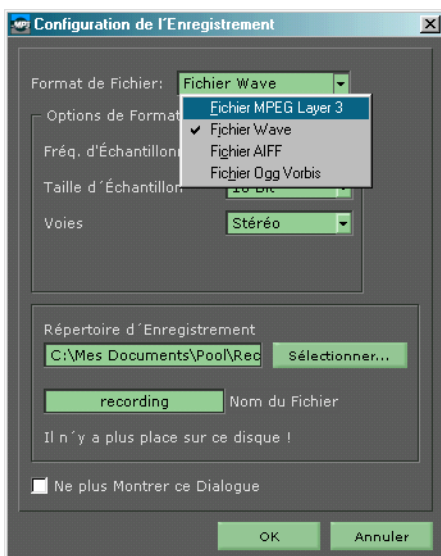 Configuration de l´Enregistrement
Format de Fichier: Fichier Wave
Fichier MPEG Layer 3
Options de Format
Fichier Wave
Fréq. d'Échantillon
Fichier AIFF
Fichier Ogg Vorbis
Taille d´Échantillon 16 Bit
Voies Stéréo
Répertoire d´Enregistrement
C:\Mes Documents\Pool\Rec Sélectionner...
recording Nom du Fichier
Il n´y a plus place sur ce disque !
Ne plus Montrer ce Dialogue
OK Annuler